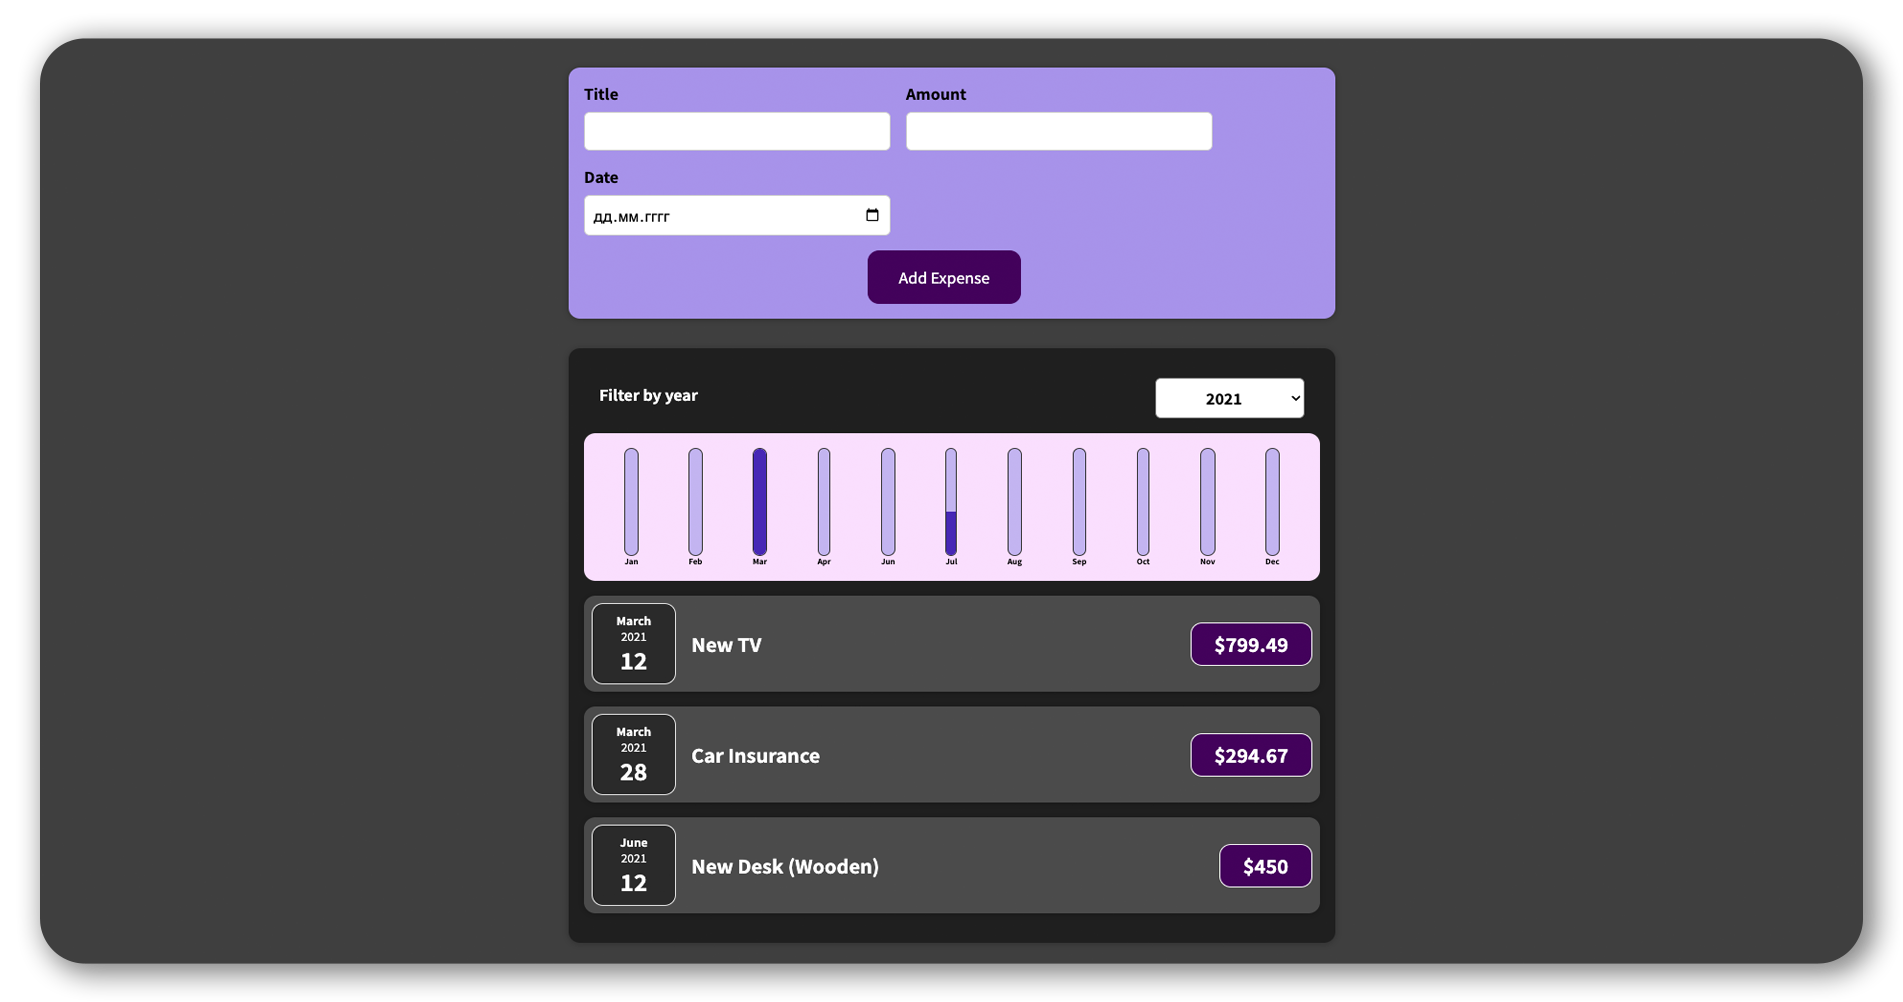 Title Amount
Date
дд.мм.гггг
Add Expense
Filter by year 2021
Jan Feb Mar Apr Jun Jul Aug Sep Oct Nov Dec
March
2021
12
New TV
$799.49
March
2021
28
Car Insurance
$294.67
June
2021
12
New Desk (Wooden)
$450